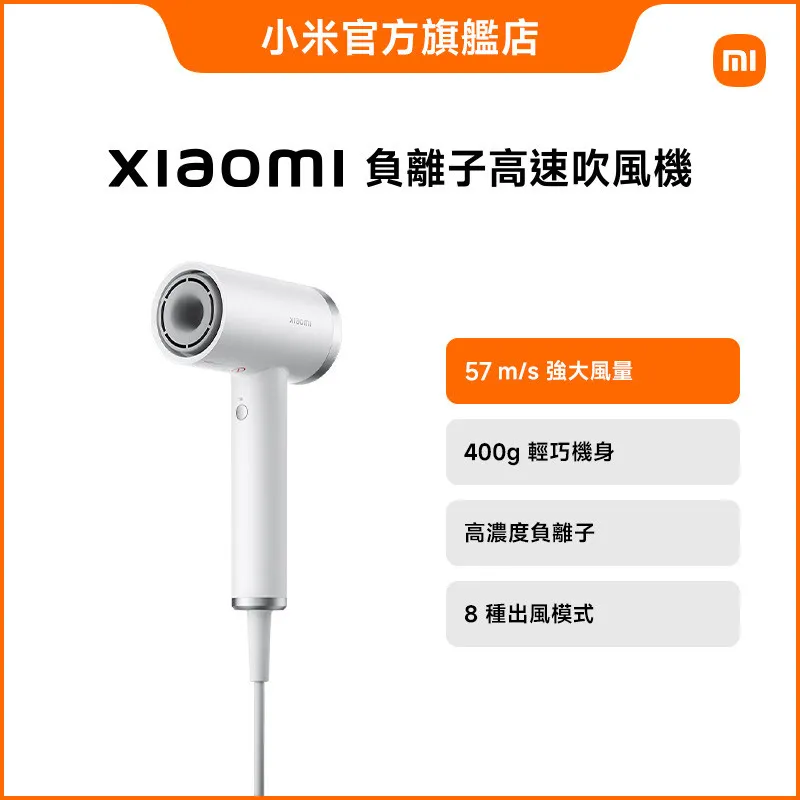 小米官方旗艦店
mi
xiaomi 負離子高速吹風機
xiaomi
57 m/s 強大風量
400g 輕巧機身
高濃度負離子
8 種出風模式